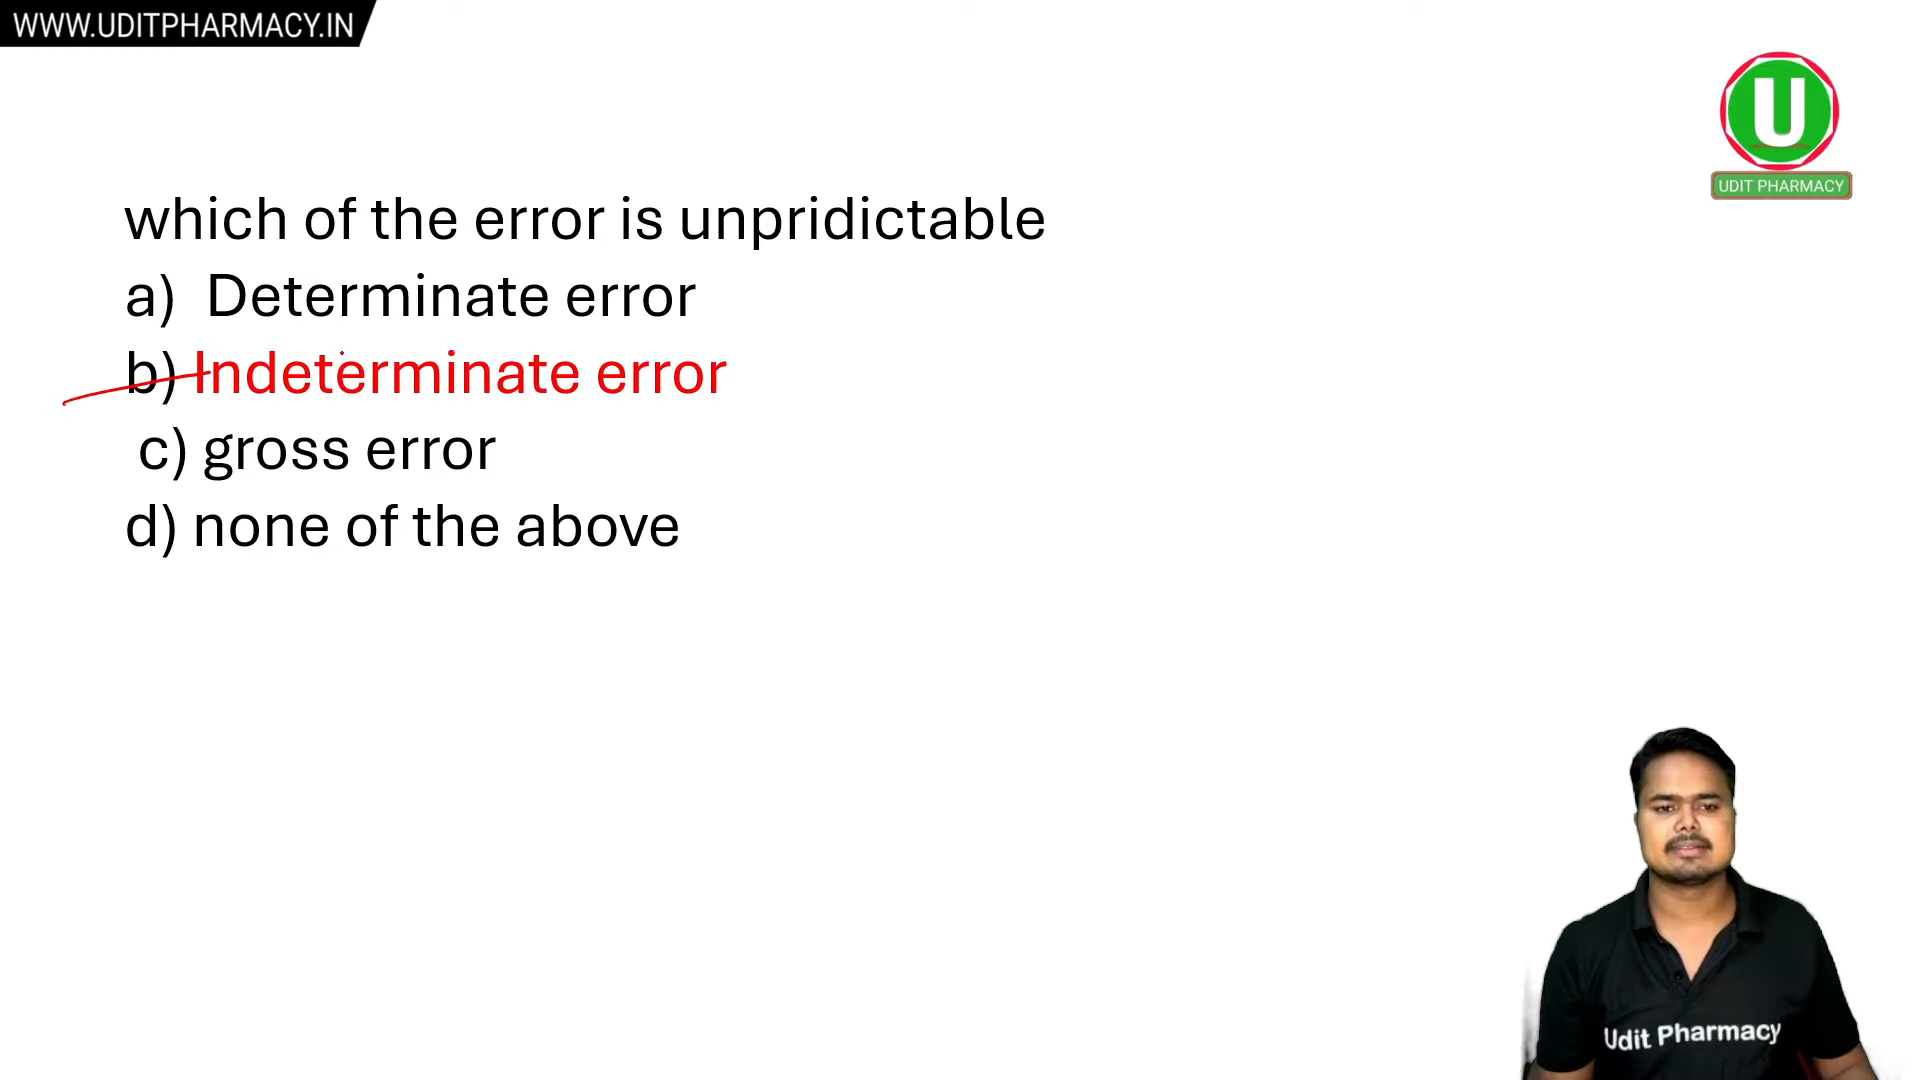 WWW.UDITPHARMACY.IN
U
UDIT PHARMACY
which of the error is unpridictable
a) Determinate error
b) Indeterminate error
c) gross error
d) none of the above
Udit Pharmacy